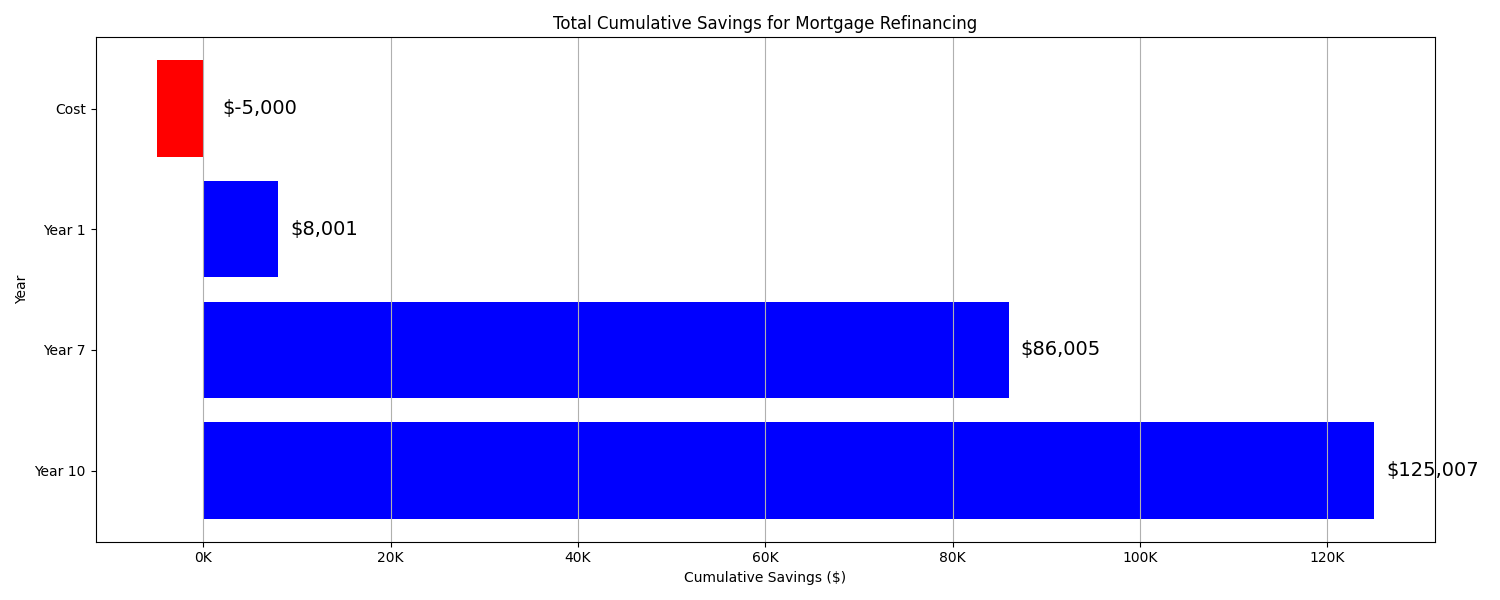 Total Cumulative Savings for Mortgage Refinancing
Cost
$-5,000
Year 1
$8,001
Year
Year 7
$86,005
Year 10
$125,007
0K 20K 40K 60K 80K 100K 120K
Cumulative Savings ($)